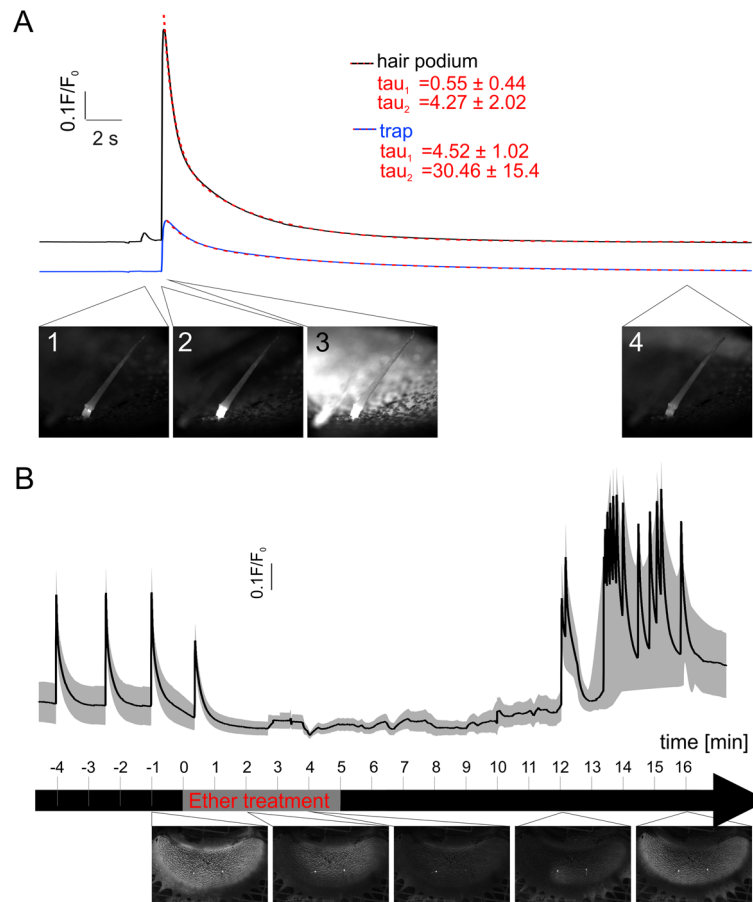 A
0.1F/F0
2 s
hair podium
tau1 =0.55 ± 0.44
tau2 =4.27 ± 2.02
trap
tau1 =4.52 ± 1.02
tau2 =30.46 ± 15.4
1 2 3 4
B
0.1F/F0
time [min]
-4 -3 -2 -1 0 1 2 3 4 5 6 7 8 9 10 11 12 13 14 15 16
Ether treatment